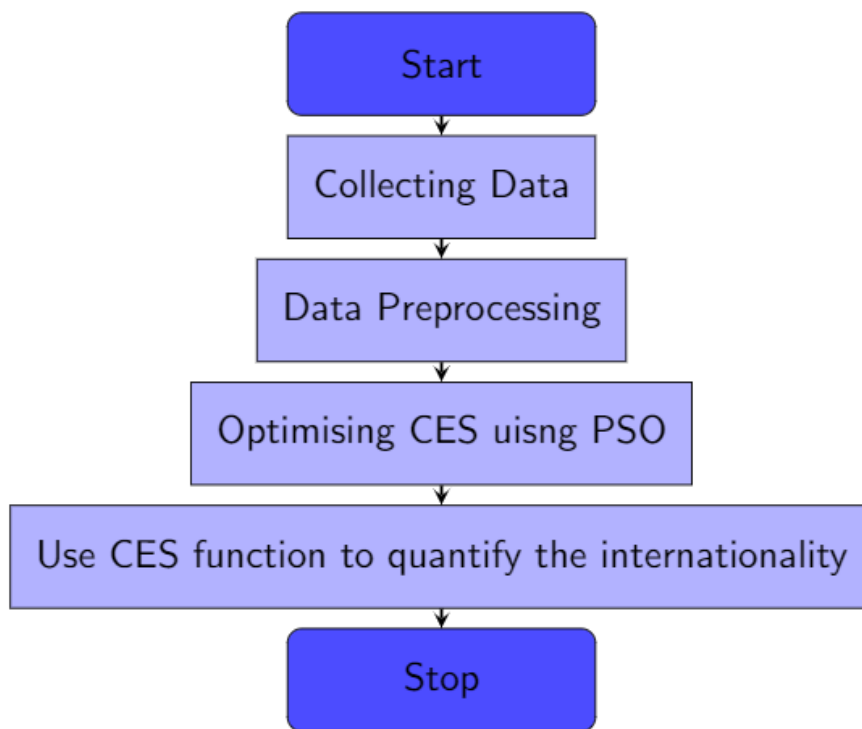 Start
Collecting Data
Data Preprocessing
Optimising CES uisng PSO
Use CES function to quantify the internationality
Stop